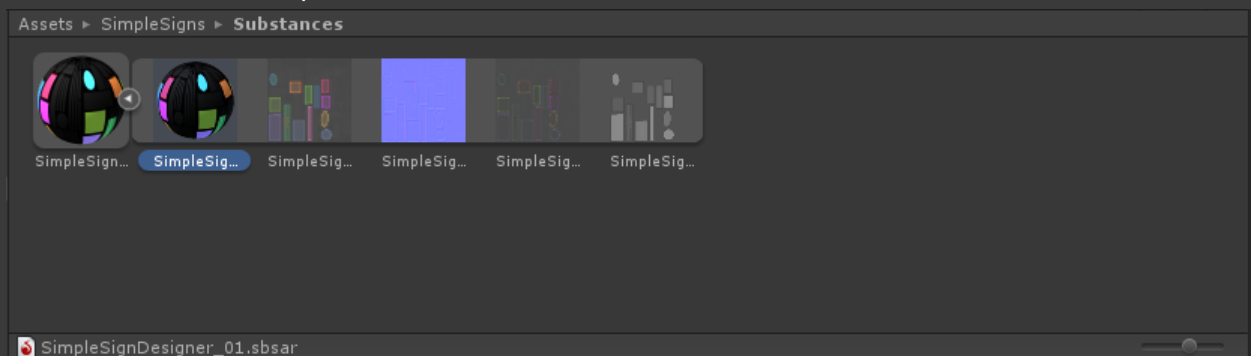 Assets ▸ SimpleSigns ▸ Substances
SimpleSign... SimpleSig... SimpleSig... SimpleSig... SimpleSig... SimpleSig...
SimpleSignDesigner_01.sbsar